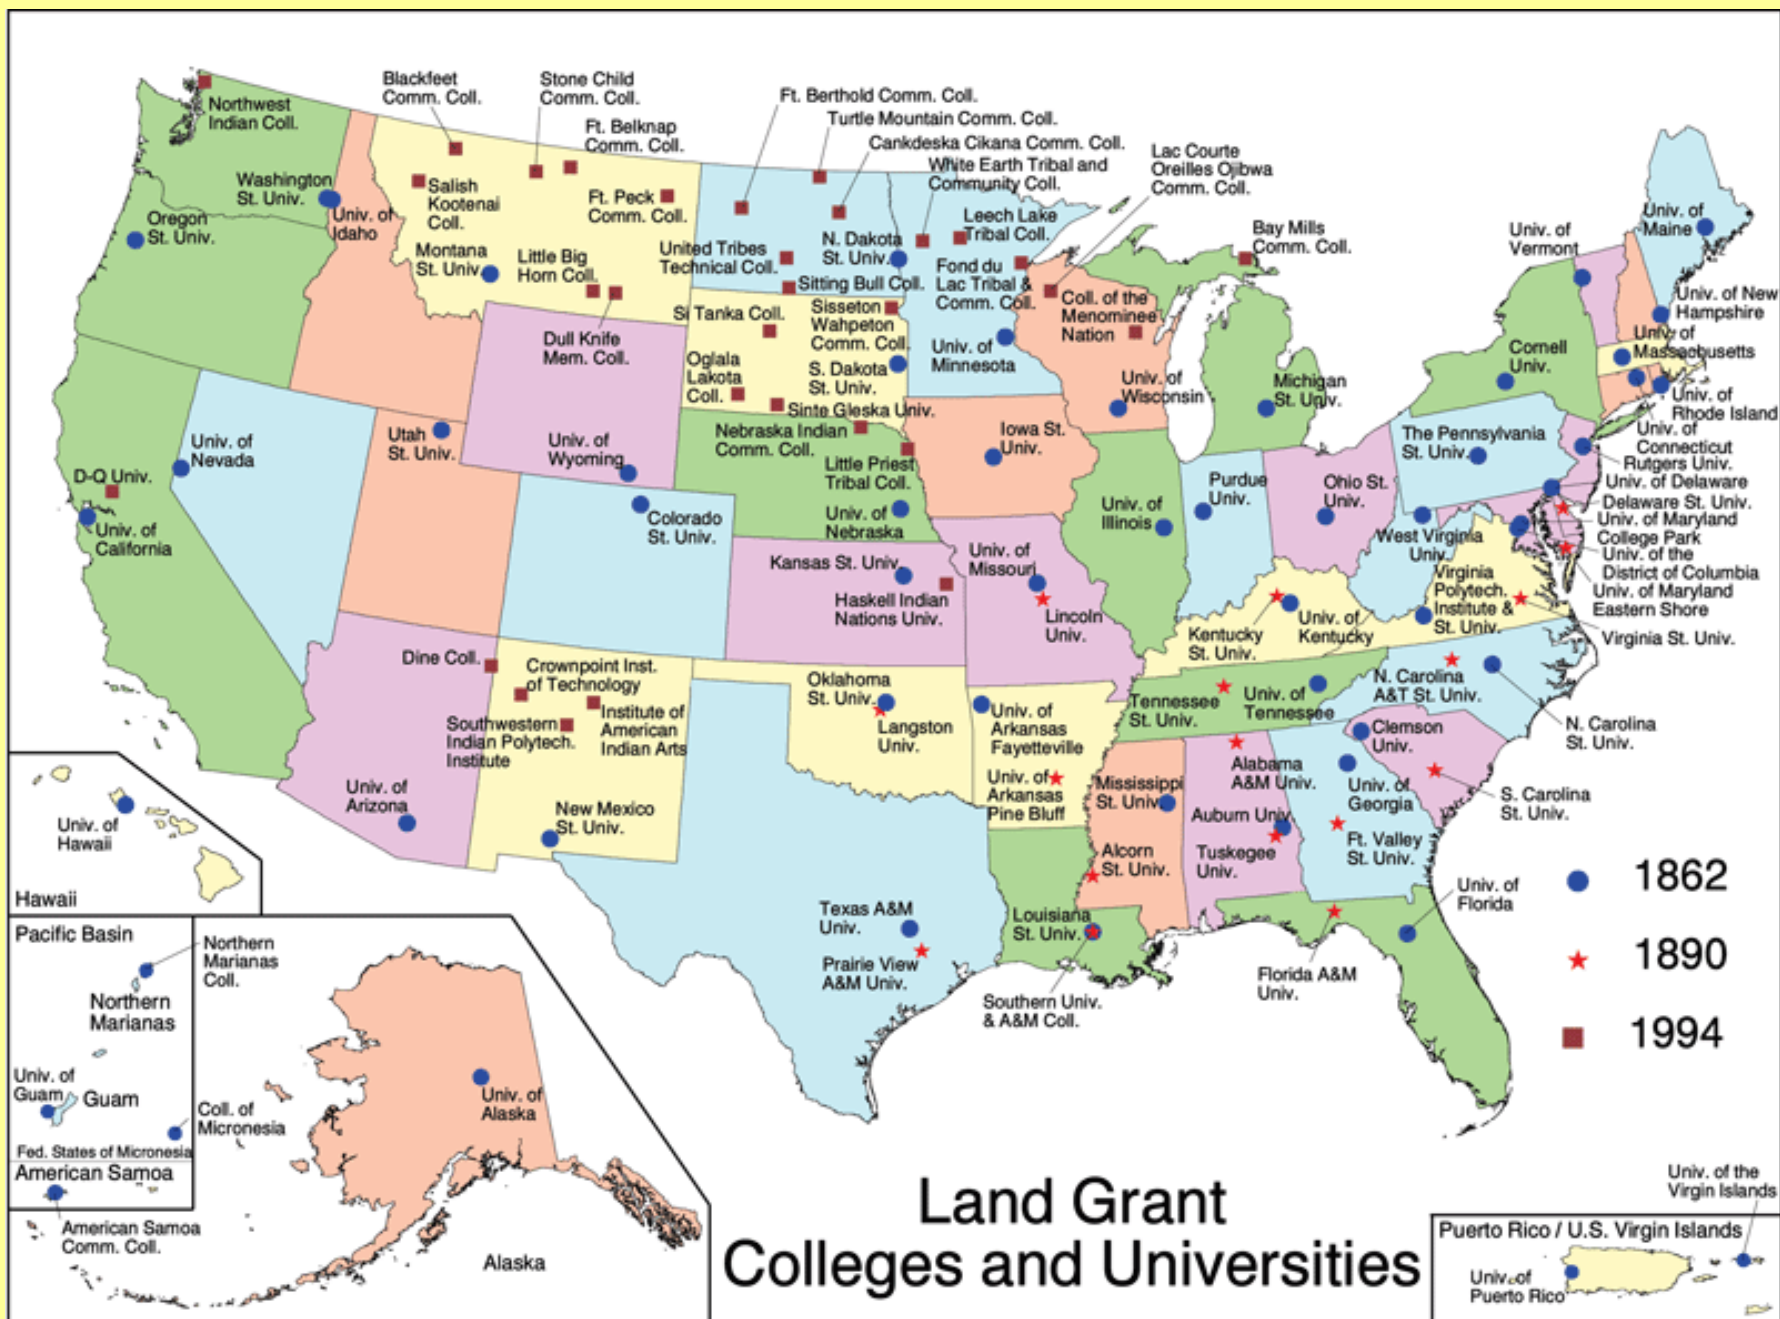 Northwest
Indian Coll.
Washington
St. Univ.
Oregon
St. Univ.
Univ. of
Idaho
Blackfeet
Comm. Coll.
Stone Child
Comm. Coll.
Ft. Belknap
Comm. Coll.
Salish
Kootenai
Coll.
Ft. Peck
Comm. Coll.
Montana
St. Univ.
Little Big
Horn Coll.
Dull Knife
Mem. Coll.
Ft. Berthold Comm. Coll.
Turtle Mountain Comm. Coll.
Cankdeska Cikana Comm. Coll.
White Earth Tribal and
Community Coll.
Leech Lake
Tribal Coll.
United Tribes
Technical Coll.
N. Dakota
St. Univ.
Sitting Bull Coll.
Fond du
Lac Tribal &
Comm. Coll.
Lac Courte
Oreilles Ojibwa
Comm. Coll.
Bay Mills
Comm. Coll.
Coll. of the
Menominee
Nation
Si Tanka Coll.
Sisseton
Wahpeton
Comm. Coll.
Oglala
Lakota
Coll.
S. Dakota
St. Univ.
Sinte Gleska Univ.
Univ. of
Minnesota
Univ. of
Wisconsin
Michigan
St. Univ.
Univ. of
Vermont
Univ. of
Maine
Univ. of New
Hampshire
Univ. of
Massachusetts
Cornell
Univ.
Univ. of
Rhode Island
Univ. of
Connecticut
Rutgers Univ.
Univ. of Delaware
Delaware St. Univ.
Univ. of Maryland
College Park
Univ. of the
District of Columbia
Univ. of Maryland
Eastern Shore
Virginia St. Univ.
The Pennsylvania
St. Univ.
Univ. of
Nevada
Utah
St. Univ.
Univ. of
Wyoming
Nebraska Indian
Comm. Coll.
Little Priest
Tribal Coll.
Univ. of
Nebraska
Iowa St.
Univ.
Univ. of
Illinois
Purdue
Univ.
Ohio St.
Univ.
West Virginia
Univ.
Virginia
Polytech.
Institute &
St. Univ.
D-Q Univ.
Univ. of
California
Colorado
St. Univ.
Kansas St. Univ.
Haskell Indian
Nations Univ.
Univ. of
Missouri
Lincoln
Univ.
Kentucky
St. Univ.
Univ. of
Kentucky
Dine Coll.
Crownpoint Inst.
of Technology
Southwestern
Indian Polytech.
Institute
Institute of
American
Indian Arts
Oklahoma
St. Univ.
Langston
Univ.
Univ. of
Arkansas
Fayetteville
Univ. of
Arkansas
Pine Bluff
Tennessee
St. Univ.
Univ. of
Tennessee
N. Carolina
A&T St. Univ.
N. Carolina
St. Univ.
Clemson
Univ.
S. Carolina
St. Univ.
Univ. of
Arizona
New Mexico
St. Univ.
Mississippi
St. Univ.
Alabama
A&M Univ.
Auburn Univ.
Tuskegee
Univ.
Univ. of
Georgia
Ft. Valley
St. Univ.
Alcorn
St. Univ.
Texas A&M
Univ.
Prairie View
A&M Univ.
Louisiana
St. Univ.
Southern Univ.
& A&M Coll.
Florida A&M
Univ.
Univ. of
Florida
1862
1890
1994
Univ. of
Hawaii
Hawaii
Pacific Basin
Northern
Marianas
Coll.
Northern
Marianas
Univ. of
Guam
Guam
Coll. of
Micronesia
Fed. States of Micronesia
American Samoa
American Samoa
Comm. Coll.
Univ. of
Alaska
Alaska
Land Grant
Colleges and Universities
Univ. of the
Virgin Islands
Puerto Rico / U.S. Virgin Islands
Univ. of
Puerto Rico